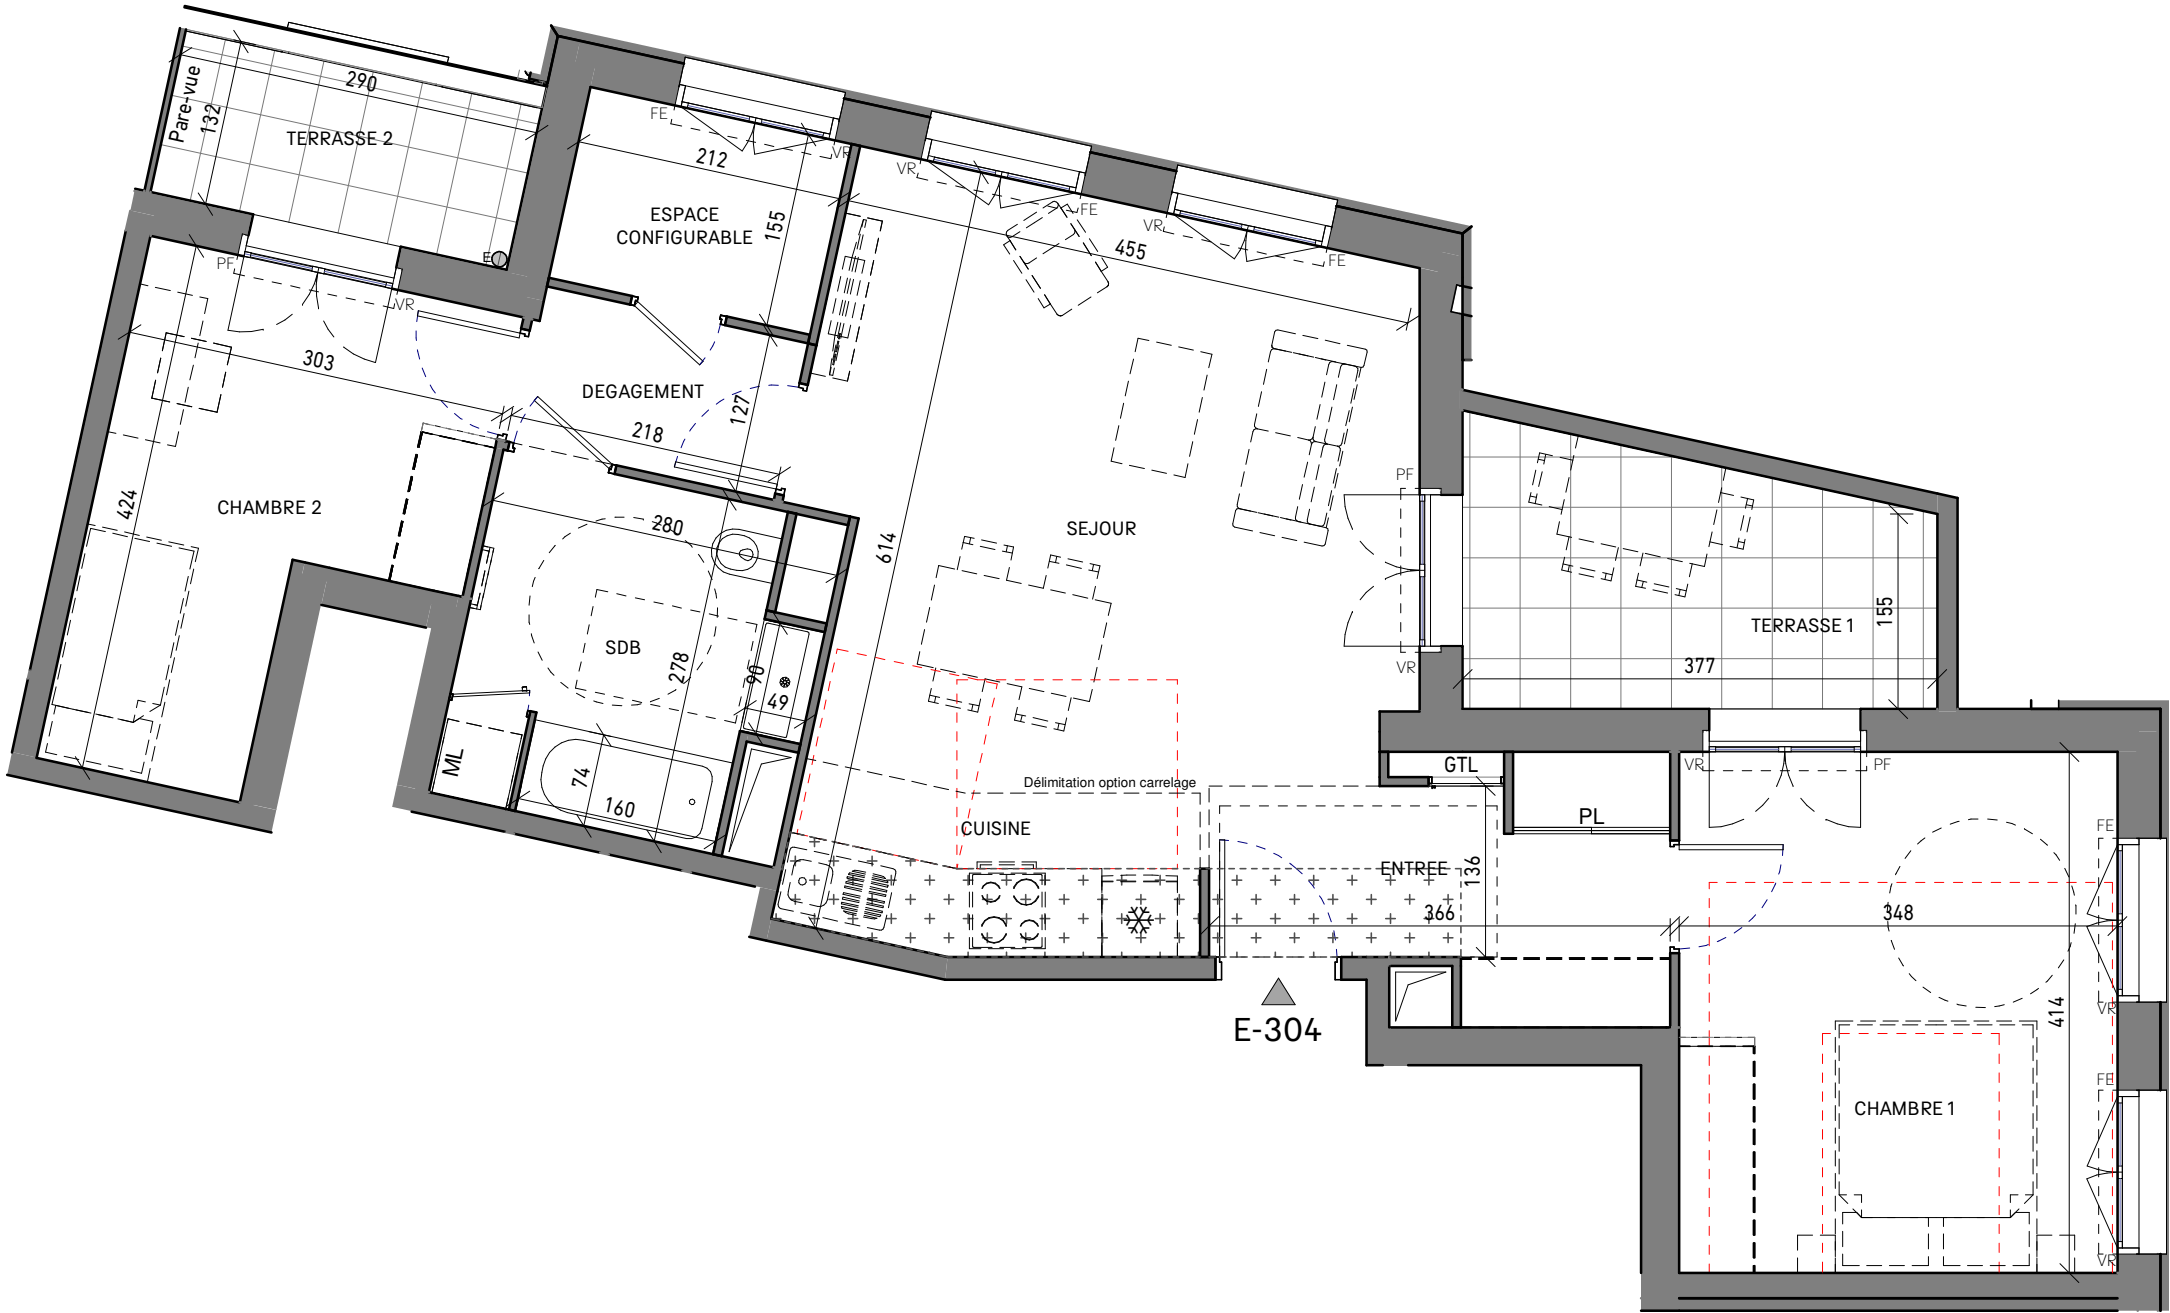 290
Pare-vue
132
TERRASSE 2
FE
VR
212
ESPACE
CONFIGURABLE
155
VR
FE
455
VR
FE
E
PF
VR
303
DEGAGEMENT
127
218
424
CHAMBRE 2
280
614
SEJOUR
PF
VR
TERRASSE 1
155
377
SDB
278
90
49
ML
74
160
Délimitation option carrelage
CUISINE
GTL
PL
VR
PF
ENTREE
136
366
348
FE
VR
414
E-304
FE
CHAMBRE 1
VR